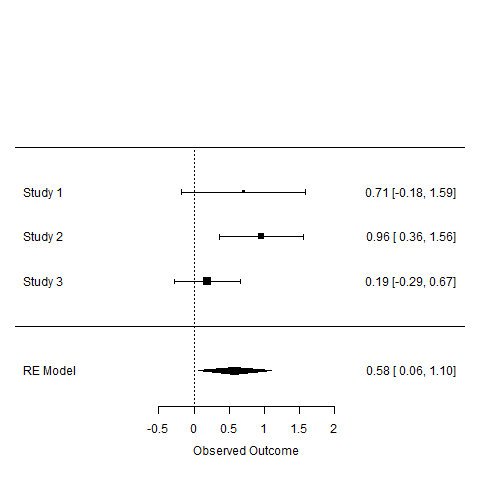 Study 1 0.71 [-0.18, 1.59]
Study 2 0.96 [ 0.36, 1.56]
Study 3 0.19 [-0.29, 0.67]
RE Model 0.58 [ 0.06, 1.10]
-0.5 0 0.5 1 1.5 2
Observed Outcome